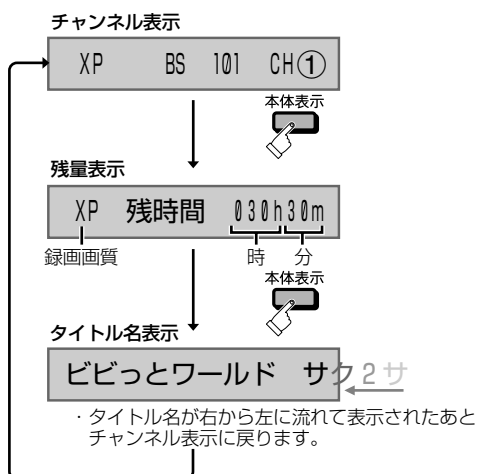 チャンネル表示
XP BS 101 CH①
本体表示
残量表示
XP 残時間 030h30m
録画画質 時 分
本体表示
タイトル名表示
ビビっとワールド サク2サ
・タイトル名が右から左に流れて表示されたあと
チャンネル表示に戻ります。